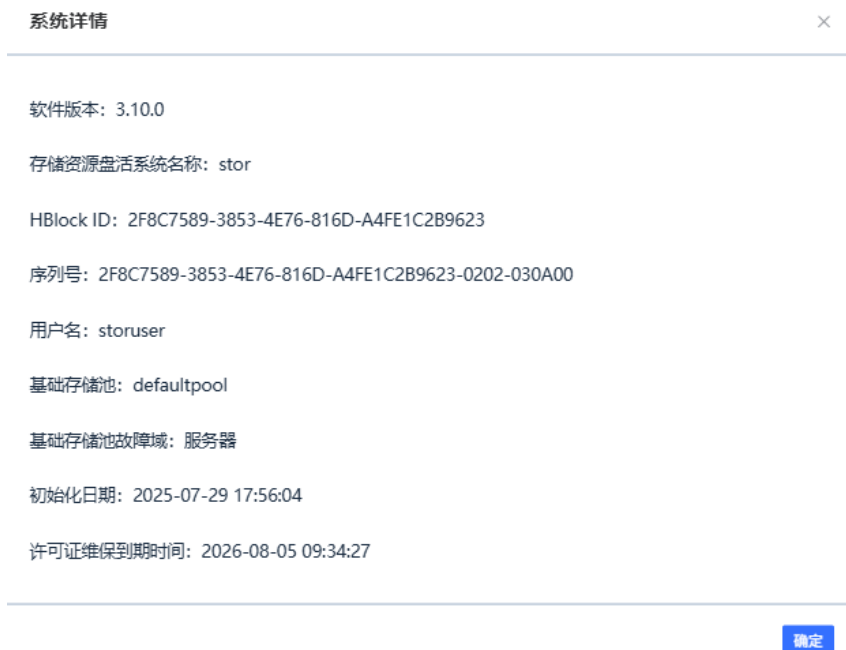 系统详情
软件版本：3.10.0
存储资源盘活系统名称：stor
HBlock ID：2F8C7589-3853-4E76-816D-A4FE1C2B9623
序列号：2F8C7589-3853-4E76-816D-A4FE1C2B9623-0202-030A00
用户名：storuser
基础存储池：defaultpool
基础存储池故障域：服务器
初始化日期：2025-07-29 17:56:04
许可证维保到期时间：2026-08-05 09:34:27
确定